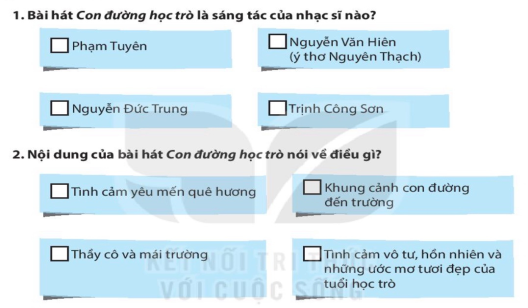 1. Bài hát Con đường học trò là sáng tác của nhạc sĩ nào?
Phạm Tuyên
Nguyễn Văn Hiên
(ý thơ Nguyên Thạch)
Nguyễn Đức Trung
Trịnh Công Sơn
2. Nội dung của bài hát Con đường học trò nói về điều gì?
Tình cảm yêu mến quê hương
Khung cảnh con đường
đến trường
Thầy cô và mái trường
Tình cảm vô tư, hồn nhiên và
những ước mơ tươi đẹp của
tuổi học trò
KẾT NỐI TRI THỨC
VỚI CUỘC SỐNG